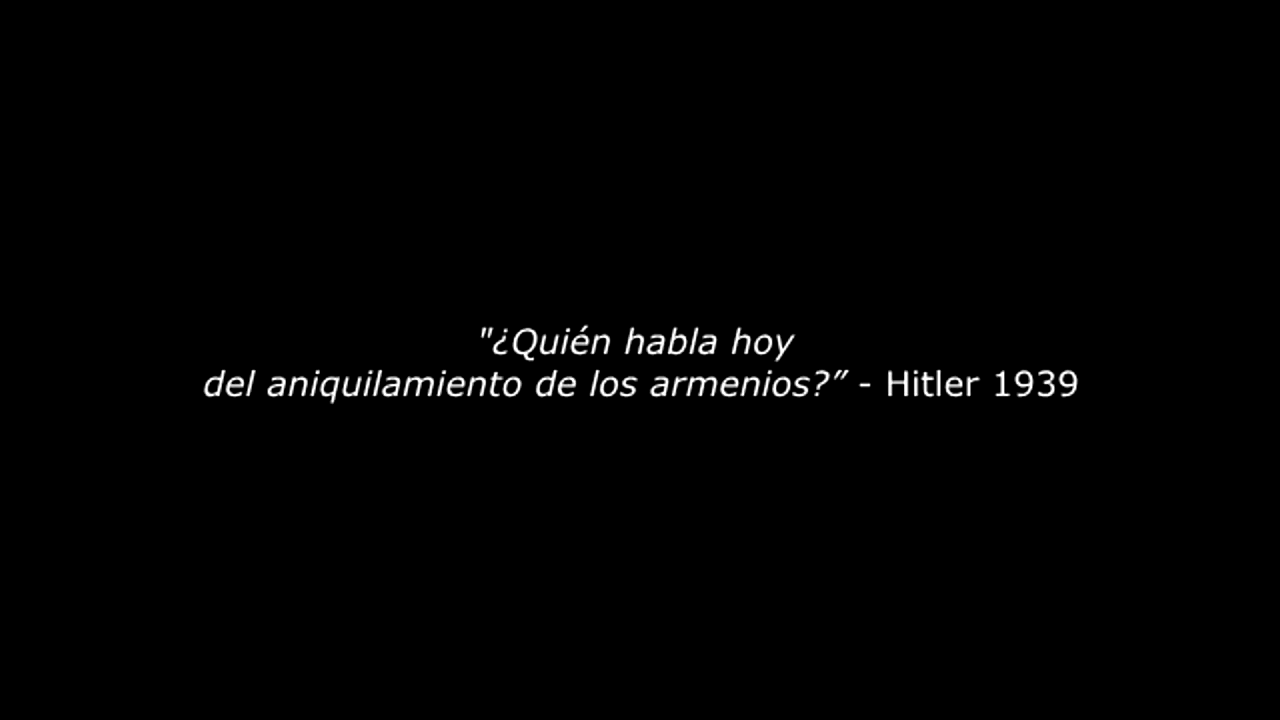 "¿Quién habla hoy
del aniquilamiento de los armenios?” - Hitler 1939